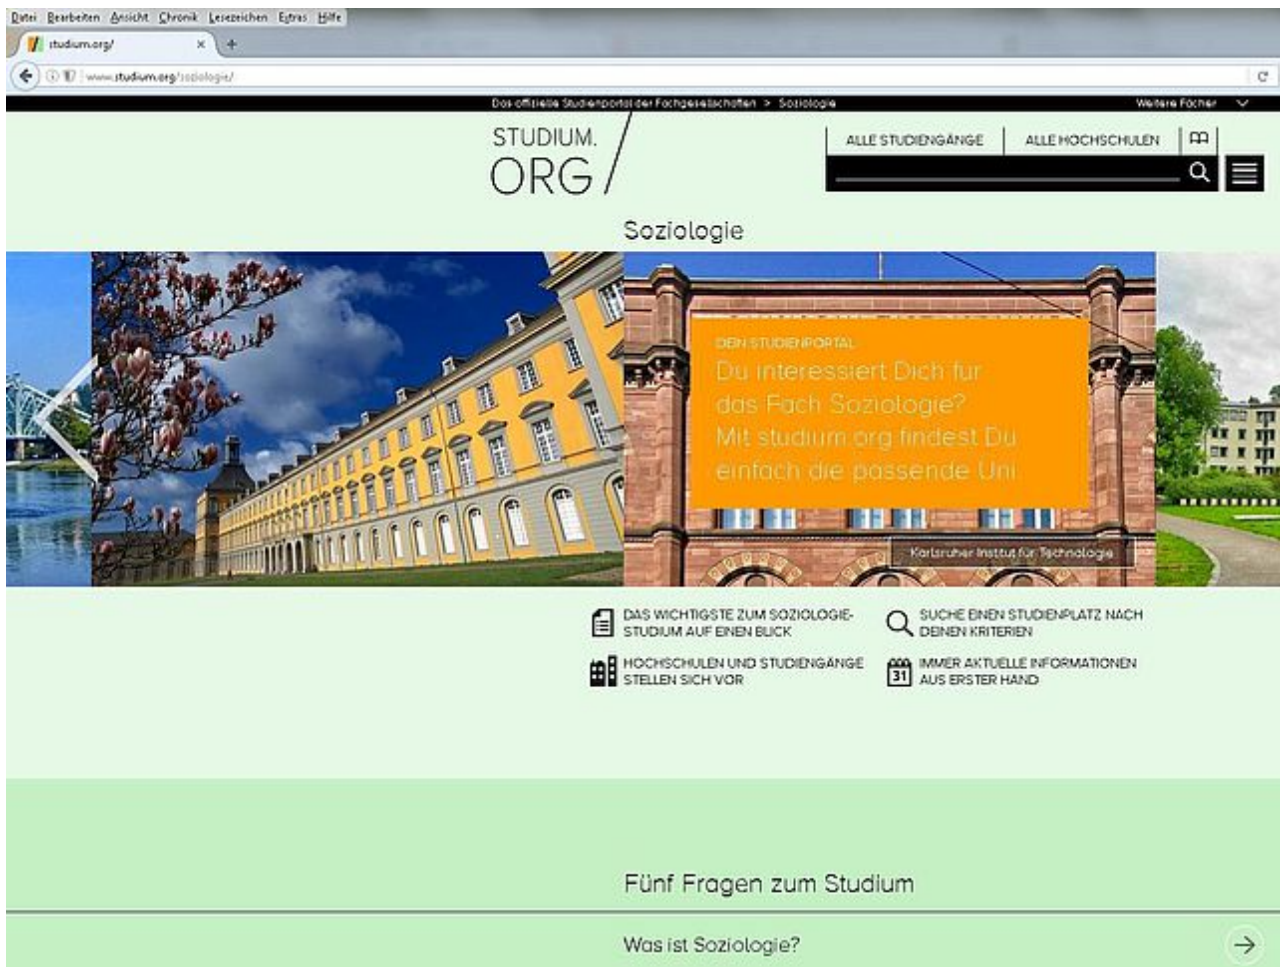 Datei Bearbeiten Ansicht Chronik Lesezeichen Extras Hilfe
studium.org/
www.studium.org/soziologie/
Das offizielle Studienportal der Fachgesellschaften > Soziologie
Weitere Fächer
STUDIUM.
ORG
ALLE STUDIENGÄNGE
ALLE HOCHSCHULEN
Soziologie
DEIN STUDIENPORTAL
Du interessiert Dich für
das Fach Soziologie?
Mit studium.org findest Du
einfach die passende Uni
Karlsruher Institut für Technologie
DAS WICHTIGSTE ZUM SOZIOLOGIE-
STUDIUM AUF EINEN BLICK
SUCHE EINEN STUDIENPLATZ NACH
DEINEN KRITERIEN
HOCHSCHULEN UND STUDIENGÄNGE
STELLEN SICH VOR
31
IMMER AKTUELLE INFORMATIONEN
AUS ERSTER HAND
Fünf Fragen zum Studium
Was ist Soziologie?